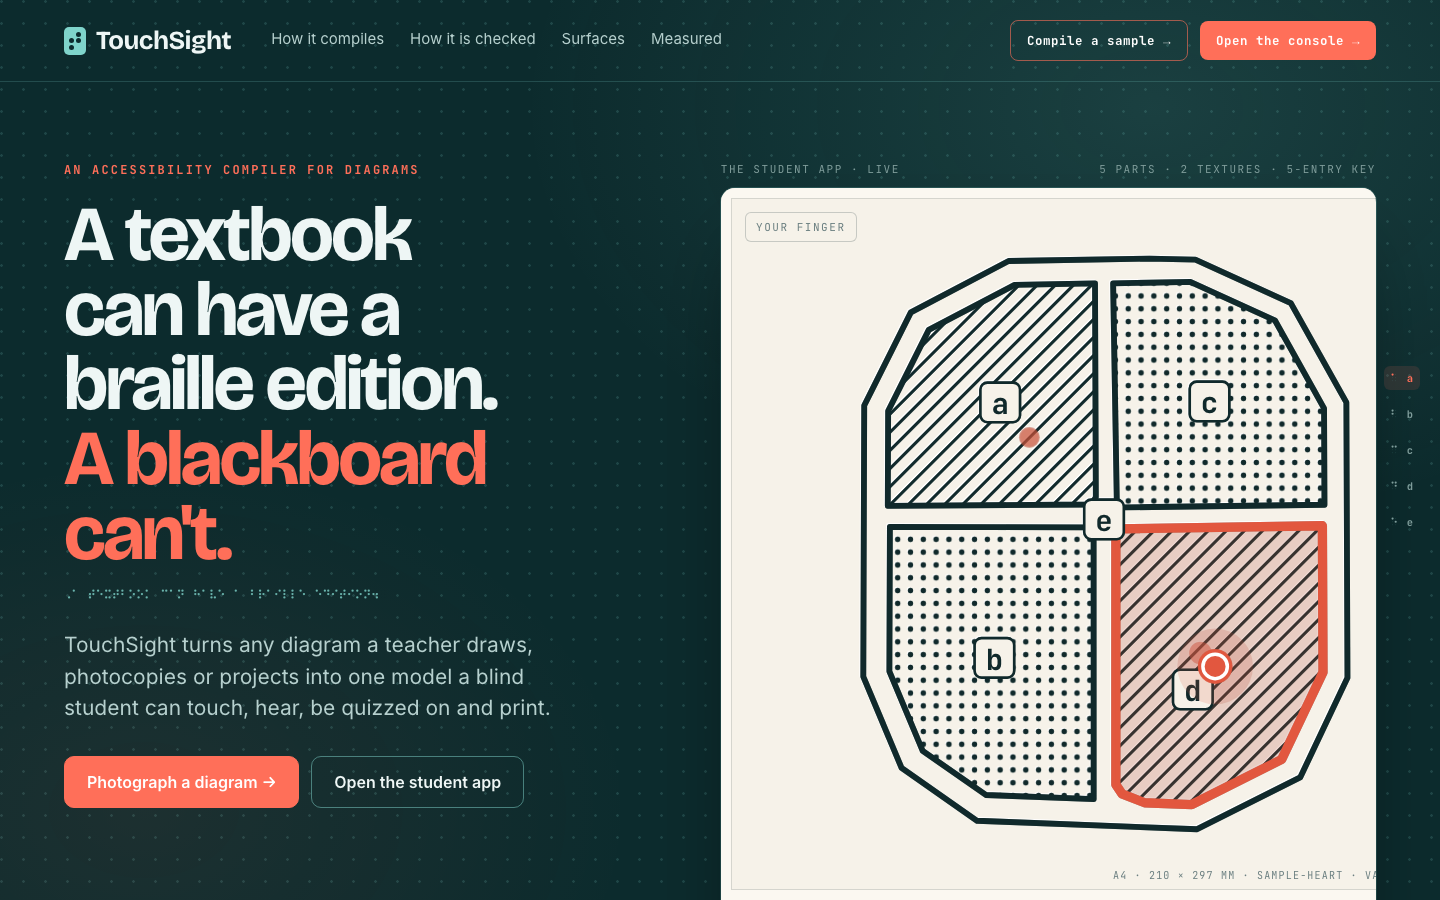 TouchSight
How it compiles
How it is checked
Surfaces
Measured
Compile a sample →
Open the console →
AN ACCESSIBILITY COMPILER FOR DIAGRAMS
A textbook
can have a
braille edition.
A blackboard
can't.
TouchSight turns any diagram a teacher draws,
photocopies or projects into one model a blind
student can touch, hear, be quizzed on and print.
Photograph a diagram →
Open the student app
THE STUDENT APP · LIVE
5 PARTS · 2 TEXTURES · 5-ENTRY KEY
YOUR FINGER
a
c
e
b
d
A4 · 210 × 297 MM · SAMPLE-HEART ·
a
b
c
d
e